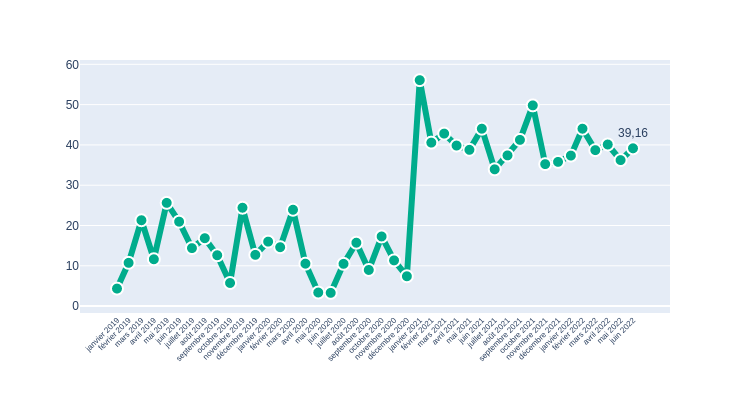 60
50
40
30
20
10
0
39,16
janvier 2019
février 2019
mars 2019
avril 2019
mai 2019
juin 2019
juillet 2019
août 2019
septembre 2019
octobre 2019
novembre 2019
décembre 2019
janvier 2020
février 2020
mars 2020
avril 2020
mai 2020
juin 2020
juillet 2020
août 2020
septembre 2020
octobre 2020
novembre 2020
décembre 2020
janvier 2021
février 2021
mars 2021
avril 2021
mai 2021
juin 2021
juillet 2021
août 2021
septembre 2021
octobre 2021
novembre 2021
décembre 2021
janvier 2022
février 2022
mars 2022
avril 2022
mai 2022
juin 2022